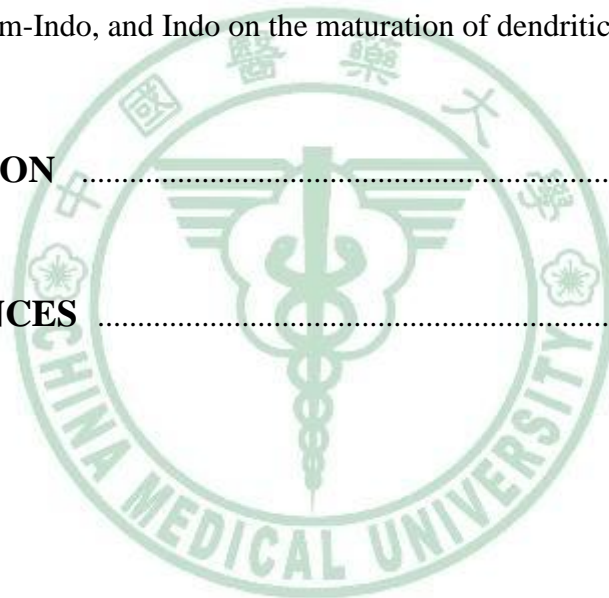 m-Indo, and Indo on the maturation of dendritic
ON ................................................................
NCES ................................................................
中國醫藥大學
CHINA MEDICAL UNIVERSITY